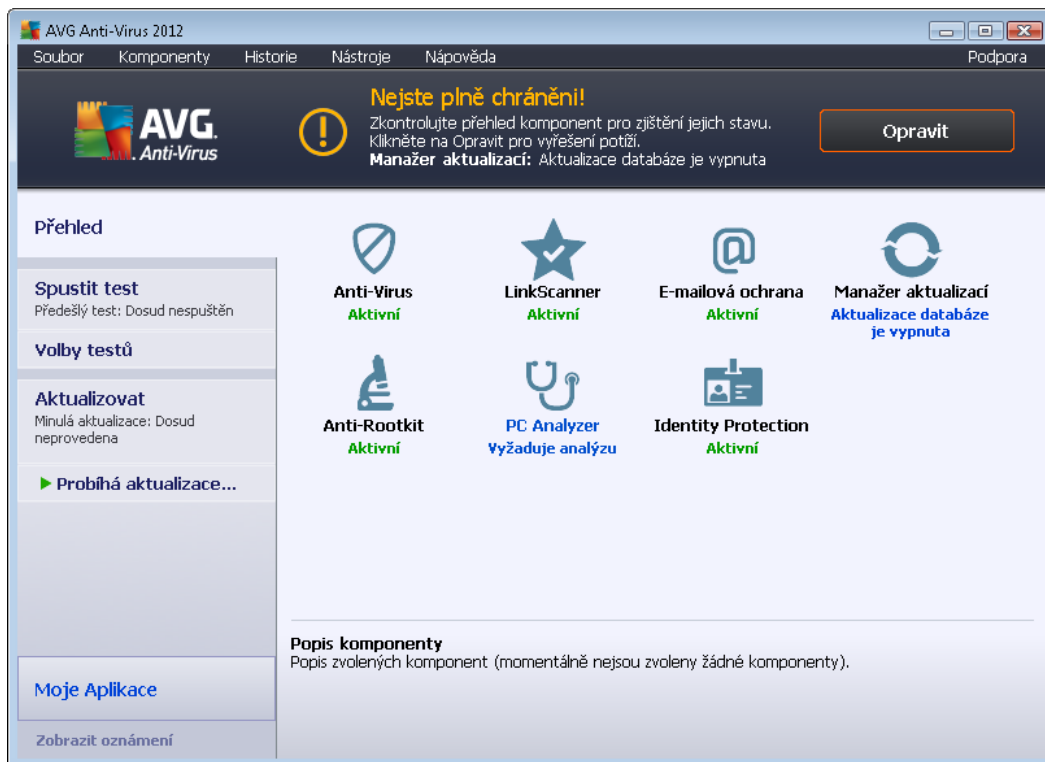 AVG Anti-Virus 2012
Soubor Komponenty Historie Nástroje Nápověda Podpora
AVG.
Anti-Virus
Nejste plně chráněni!
Zkontrolujte přehled komponent pro zjištění jejich stavu.
Klikněte na Opravit pro vyřešení potíží.
Manažer aktualizací: Aktualizace databáze je vypnuta
Opravit
Přehled
Spustit test
Předešlý test: Dosud nespuštěn
Volby testů
Aktualizovat
Minulá aktualizace: Dosud
neprovedena
Probíhá aktualizace...
Moje Aplikace
Zobrazit oznámení
Anti-Virus
Aktivní
LinkScanner
Aktivní
E-mailová ochrana
Aktivní
Manažer aktualizací
Aktualizace databáze
je vypnuta
Anti-Rootkit
Aktivní
PC Analyzer
Vyžaduje analýzu
Identity Protection
Aktivní
Popis komponenty
Popis zvolených komponent (momentálně nejsou zvoleny žádné komponenty).